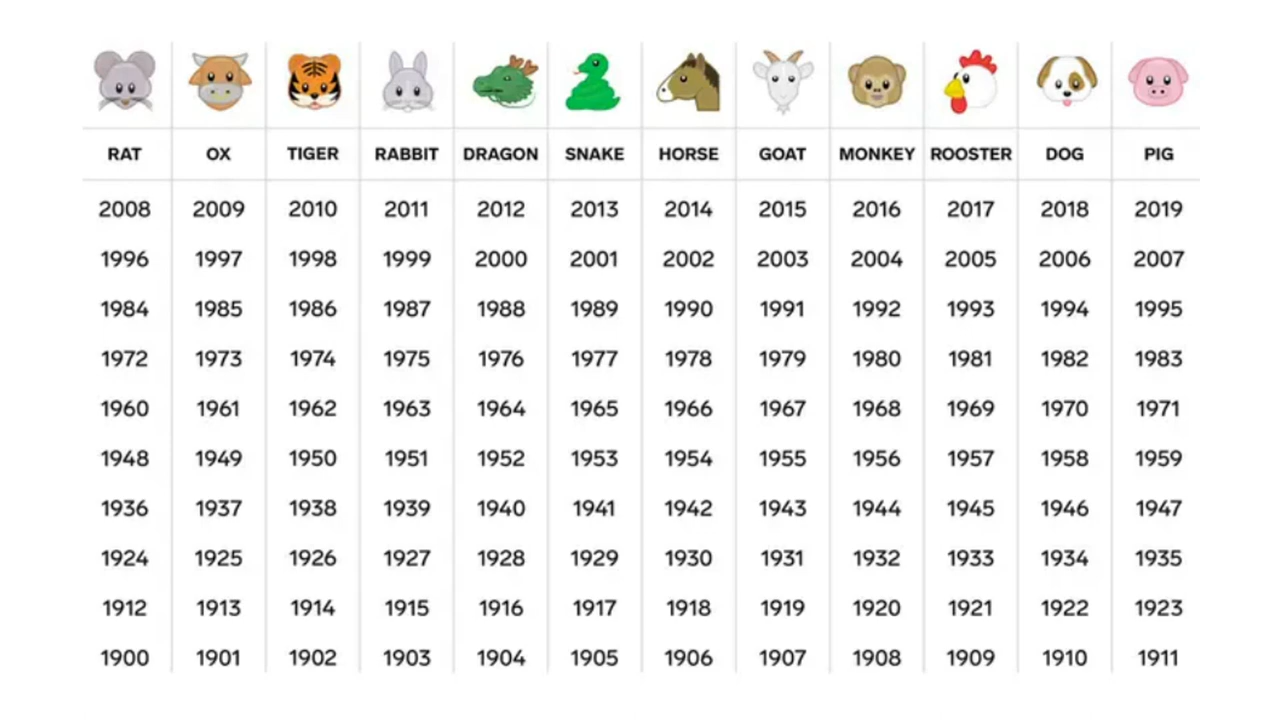 RAT OX TIGER RABBIT DRAGON SNAKE HORSE GOAT MONKEY ROOSTER DOG PIG
2008 2009 2010 2011 2012 2013 2014 2015 2016 2017 2018 2019
1996 1997 1998 1999 2000 2001 2002 2003 2004 2005 2006 2007
1984 1985 1986 1987 1988 1989 1990 1991 1992 1993 1994 1995
1972 1973 1974 1975 1976 1977 1978 1979 1980 1981 1982 1983
1960 1961 1962 1963 1964 1965 1966 1967 1968 1969 1970 1971
1948 1949 1950 1951 1952 1953 1954 1955 1956 1957 1958 1959
1936 1937 1938 1939 1940 1941 1942 1943 1944 1945 1946 1947
1924 1925 1926 1927 1928 1929 1930 1931 1932 1933 1934 1935
1912 1913 1914 1915 1916 1917 1918 1919 1920 1921 1922 1923
1900 1901 1902 1903 1904 1905 1906 1907 1908 1909 1910 1911